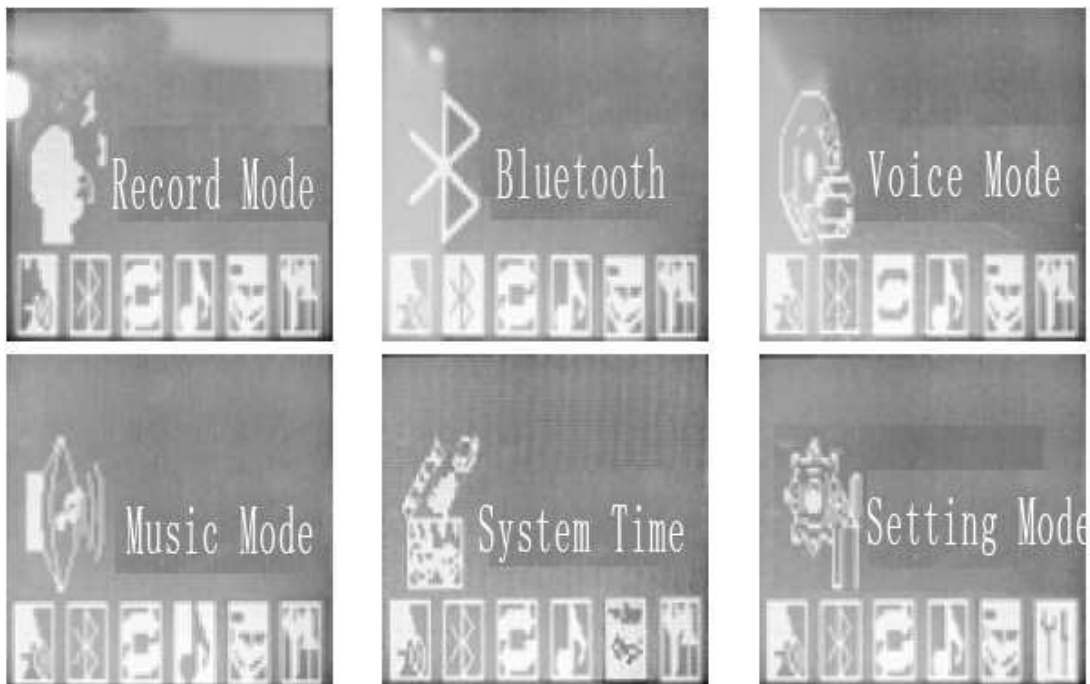 Record Mode
Bluetooth
Voice Mode
Music Mode
System Time
Setting Mode